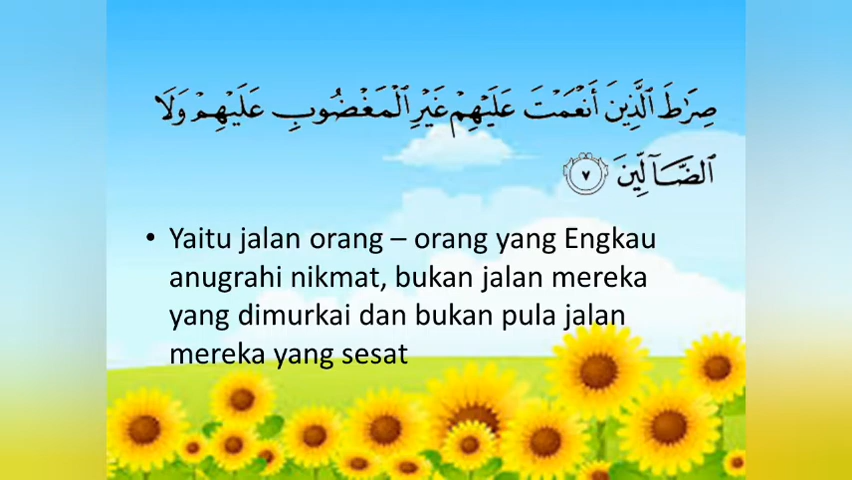 صِرَٰطَ ٱلَّذِينَ أَنْعَمْتَ عَلَيْهِمْ غَيْرِ ٱلْمَغْضُوبِ عَلَيْهِمْ وَلَا
ٱلضَّآلِّينَ ٧
• Yaitu jalan orang – orang yang Engkau
anugrahi nikmat, bukan jalan mereka
yang dimurkai dan bukan pula jalan
mereka yang sesat